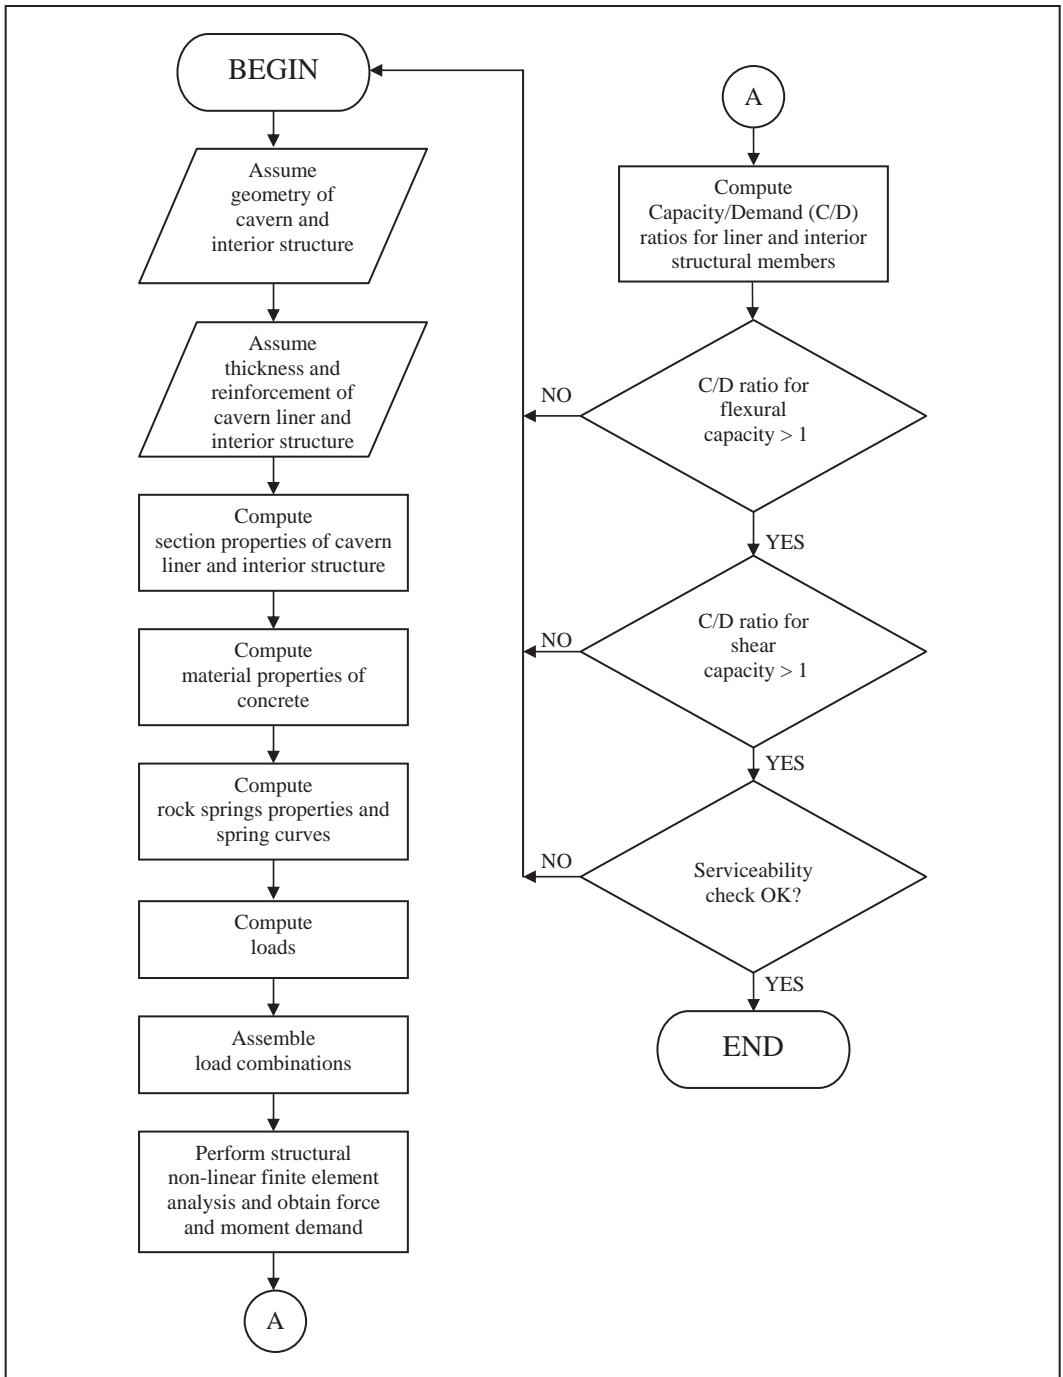 BEGIN
Assume
geometry of
cavern and
interior structure
Assume
thickness and
reinforcement of
cavern liner and
interior structure
Compute
section properties of cavern
liner and interior structure
Compute
material properties of
concrete
Compute
rock springs properties and
spring curves
Compute
loads
Assemble
load combinations
Perform structural
non-linear finite element
analysis and obtain force
and moment demand
A
A
Compute
Capacity/Demand (C/D)
ratios for liner and interior
structural members
C/D ratio for
flexural
capacity > 1
NO
YES
C/D ratio for
shear
capacity > 1
NO
YES
Serviceability
check OK?
NO
YES
END